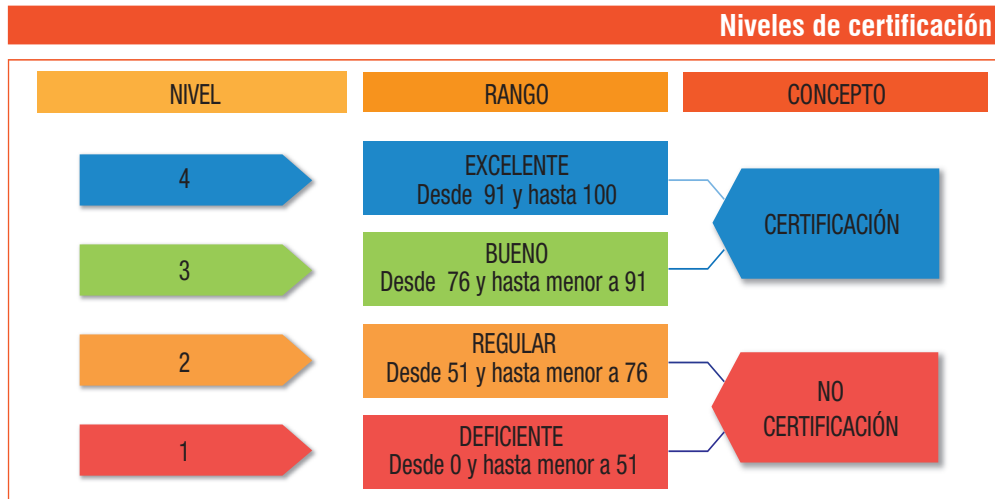 Niveles de certificación
NIVEL
RANGO
CONCEPTO
4
EXCELENTE
Desde 91 y hasta 100
3
BUENO
Desde 76 y hasta menor a 91
CERTIFICACIÓN
2
REGULAR
Desde 51 y hasta menor a 76
1
DEFICIENTE
Desde 0 y hasta menor a 51
NO
CERTIFICACIÓN